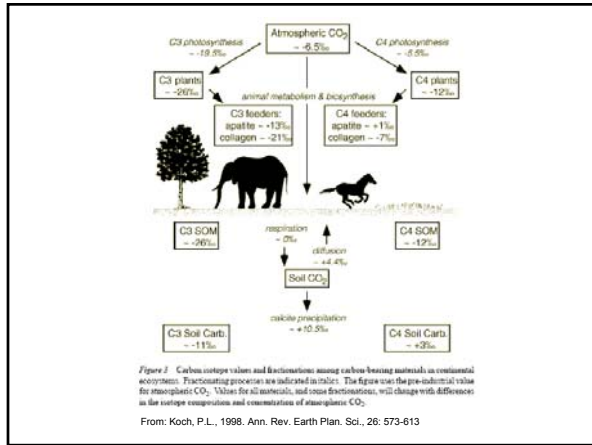 Atmospheric CO₂
~ -6.5‰
C3 photosynthesis
~ -19.5‰
C4 photosynthesis
~ -5.5‰
C3 plants
~ -26‰
C4 plants
~ -12‰
animal metabolism & biosynthesis
C3 feeders:
apatite ~ -13‰
collagen ~ -21‰
C4 feeders:
apatite ~ +1‰
collagen ~ -7‰
C3 SOM
~ -26‰
respiration
~ 0‰
diffusion
~ +4.4‰
C4 SOM
~ -12‰
Soil CO₂
calcite precipitation
~ +10.5‰
C3 Soil Carb.
~ -11‰
C4 Soil Carb.
~ +3‰
Figure 3 Carbon isotope values and fractionations among carbon-bearing materials in continental
ecosystems. Fractionating processes are indicated in italics. The figure uses the pre-industrial value
for atmospheric CO₂. Values for all materials, and some fractionations, will change with differences
in the isotope composition and concentration of atmospheric CO₂.
From: Koch, P.L., 1998. Ann. Rev. Earth Plan. Sci., 26: 573-613